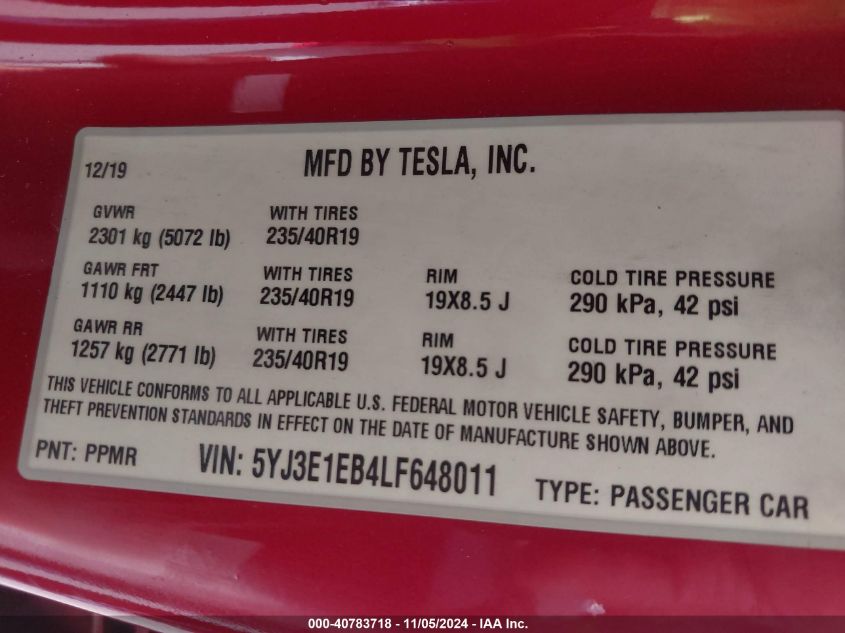 12/19 MFD BY TESLA, INC.
GVWR WITH TIRES
2301 kg (5072 lb) 235/40R19
GAWR FRT WITH TIRES RIM COLD TIRE PRESSURE
1110 kg (2447 lb) 235/40R19 19X8.5 J 290 kPa, 42 psi
GAWR RR WITH TIRES RIM COLD TIRE PRESSURE
1257 kg (2771 lb) 235/40R19 19X8.5 J 290 kPa, 42 psi
THIS VEHICLE CONFORMS TO ALL APPLICABLE U.S. FEDERAL MOTOR VEHICLE SAFETY, BUMPER, AND
THEFT PREVENTION STANDARDS IN EFFECT ON THE DATE OF MANUFACTURE SHOWN ABOVE.
PNT: PPMR VIN: 5YJ3E1EB4LF648011 TYPE: PASSENGER CAR
000-40783718 - 11/05/2024 - IAA Inc.